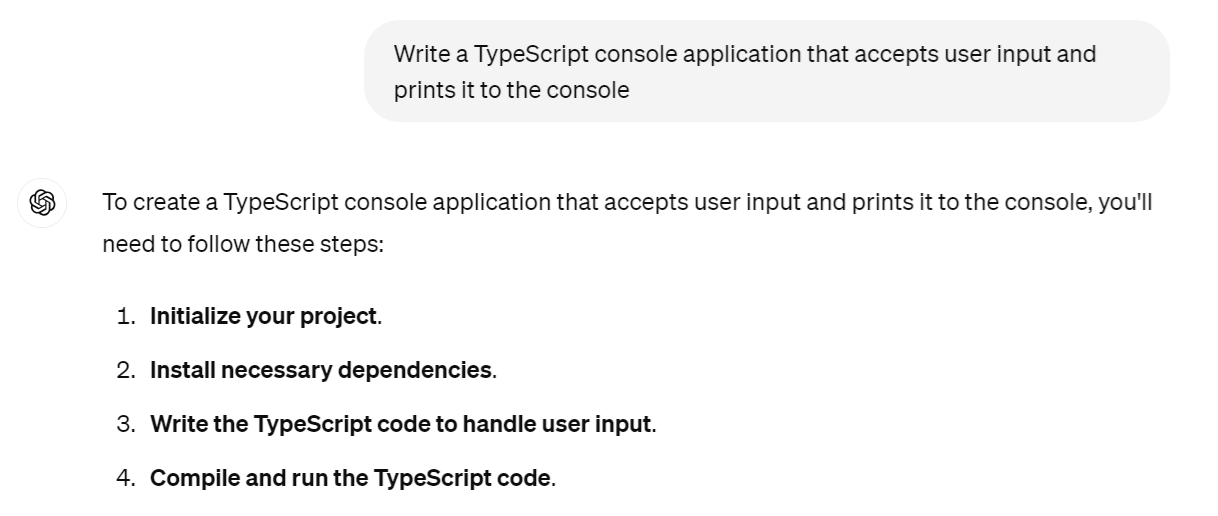 Write a TypeScript console application that accepts user input and
prints it to the console
To create a TypeScript console application that accepts user input and prints it to the console, you'll
need to follow these steps:
1. Initialize your project.
2. Install necessary dependencies.
3. Write the TypeScript code to handle user input.
4. Compile and run the TypeScript code.